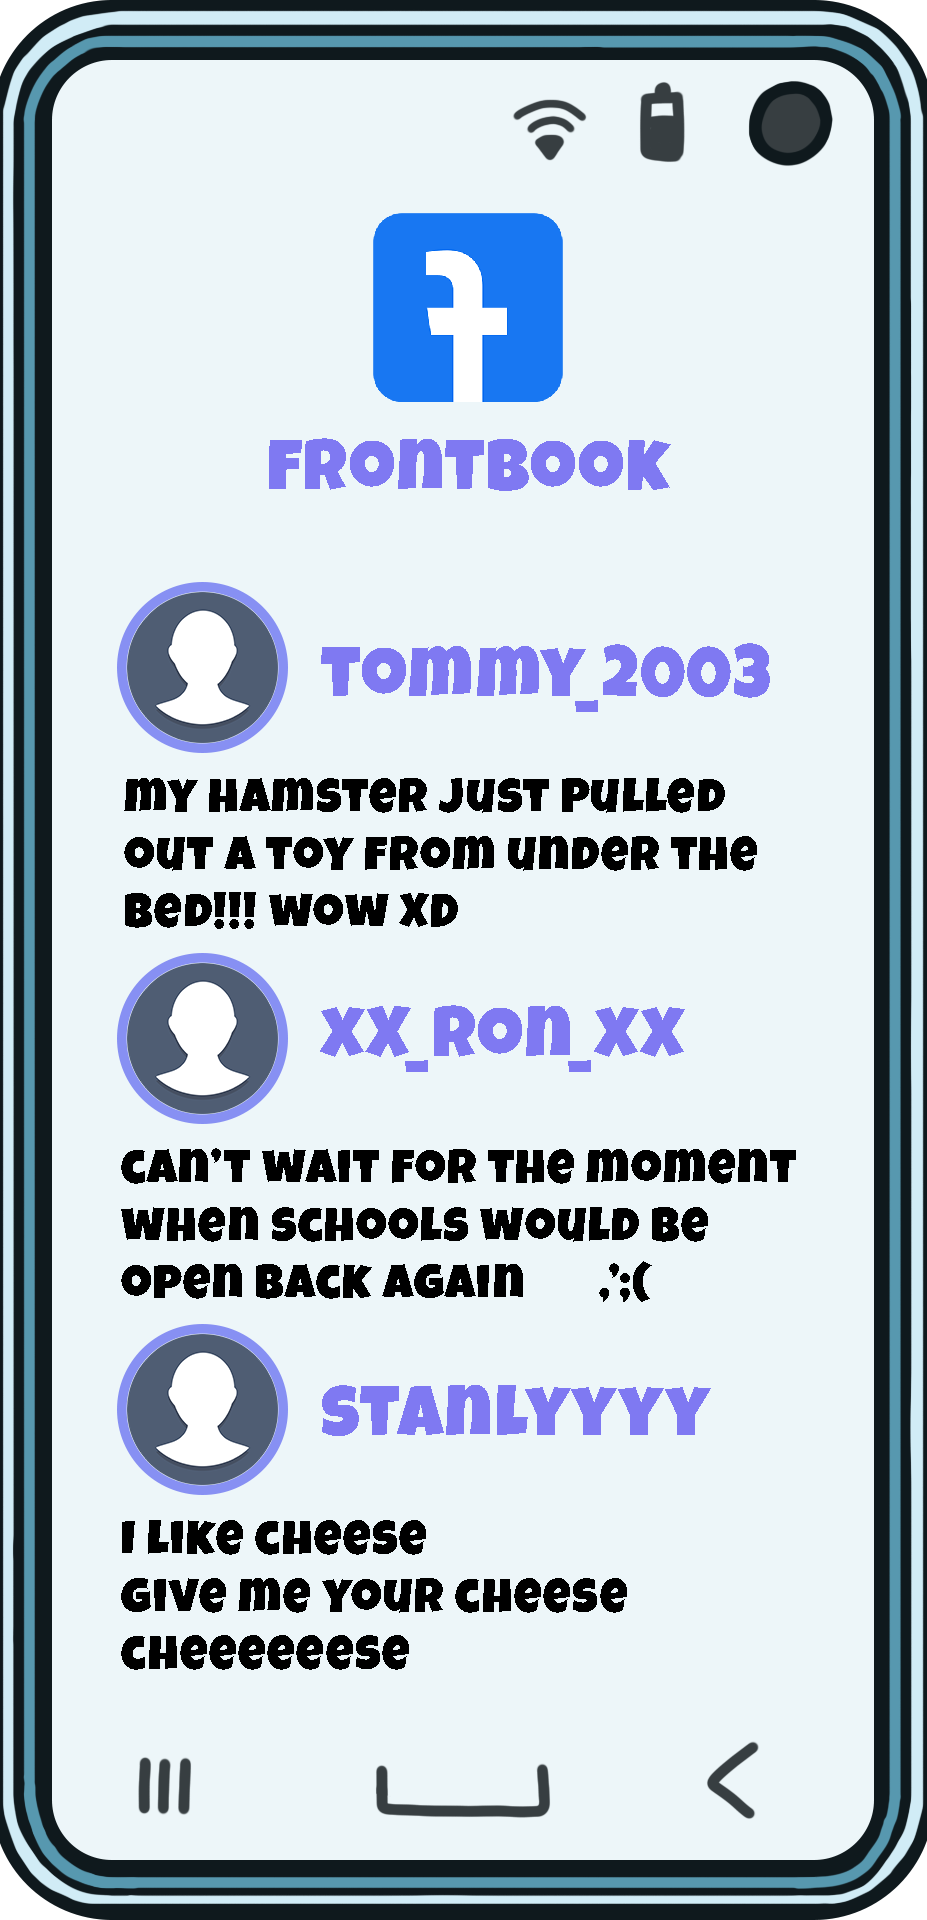 FRONTBOOK
TOMMY_2003
MY HAMSTER JUST PULLED
OUT A TOY FROM UNDER THE
BED!!! WOW XD
XX_RON_XX
CAN'T WAIT FOR THE MOMENT
WHEN SCHOOLS WOULD BE
OPEN BACK AGAIN ;';(
STANLYYYY
I LIKE CHEESE
GIVE ME YOUR CHEESE
CHEEEEEESE